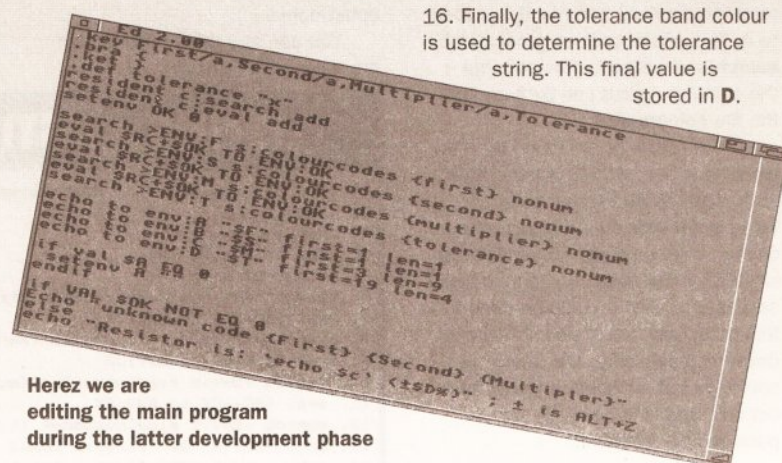 16. Finally, the tolerance band colour
is used to determine the tolerance
string. This final value is
stored in D.
Ed 2.00
.key First/a,Second/a,Multiplier/a,Tolerance
.bra {
.ket }
.def tolerance "x"
resident c:search add
resident c:eval add
setenv OK 0
search >ENV:F s:colourcodes {first} nonum
eval $RC+$OK TO ENV:OK
search >ENV:S s:colourcodes {second} nonum
eval $RC+$OK TO ENV:OK
search >ENV:M s:colourcodes {multiplier} nonum
eval $RC+$OK TO ENV:OK
search >ENV:T s:colourcodes {tolerance} nonum
echo to env:A "$F" first=1 len=1
echo to env:B "$S" first=1 len=1
echo to env:C "$M" first=3 len=9
echo to env:D "$T" first=19 len=4
if val $A EQ 0
setenv A
endif
if VAL $OK NOT EQ 0
Echo "unknown code {First} {Second} {Multipler}"
else
echo "Resistor is: `echo $c` {±$D%}" ; ± is ALT+Z
Herez we are
editing the main program
during the latter development phase